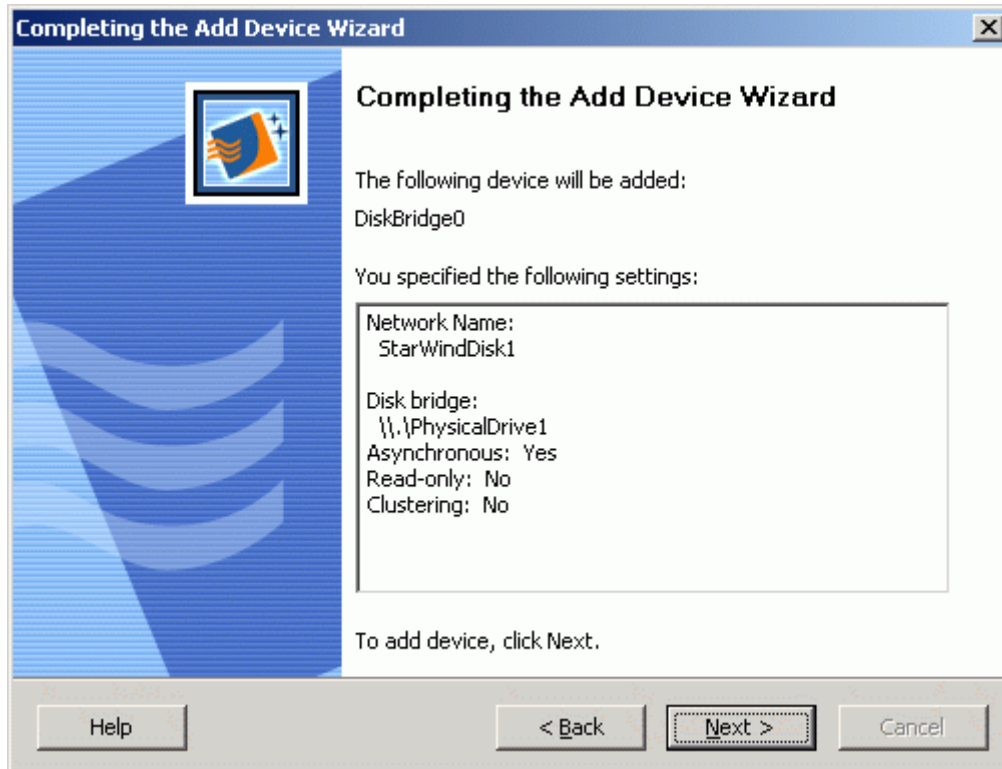 Completing the Add Device Wizard
Completing the Add Device Wizard
The following device will be added:
DiskBridge0
You specified the following settings:
Network Name:
StarWindDisk1
Disk bridge:
\\.\PhysicalDrive1
Asynchronous: Yes
Read-only: No
Clustering: No
To add device, click Next.
Help
< Back
Next >
Cancel